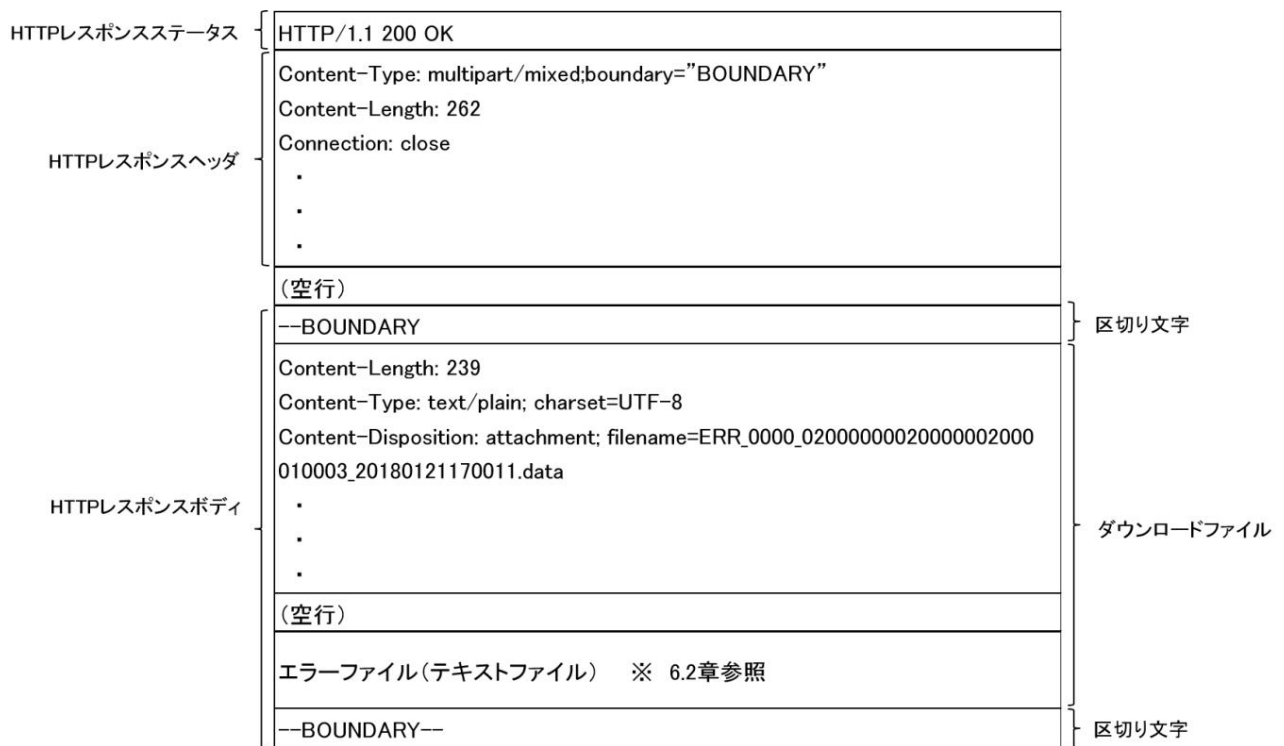 HTTPレスポンスステータス
HTTP/1.1 200 OK
HTTPレスポンスヘッダ
Content-Type: multipart/mixed;boundary=”BOUNDARY”
Content-Length: 262
Connection: close
・
・
・
(空行)
HTTPレスポンスボディ
--BOUNDARY
区切り文字
Content-Length: 239
Content-Type: text/plain; charset=UTF-8
Content-Disposition: attachment; filename=ERR_0000_02000000020000002000
010003_20180121170011.data
・
・
・
ダウンロードファイル
(空行)
エラーファイル(テキストファイル) ※ 6.2章参照
--BOUNDARY--
区切り文字